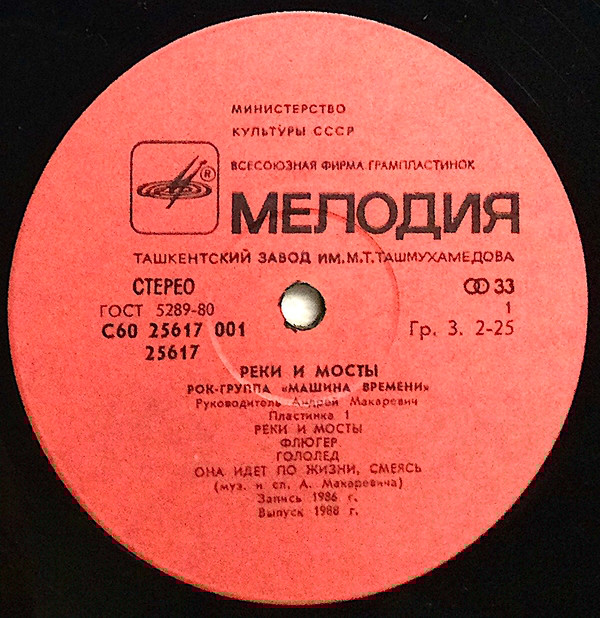 МИНИСТЕРСТВО
КУЛЬТУРЫ СССР
ВСЕСОЮЗНАЯ ФИРМА ГРАМПЛАСТИНОК
®
МЕЛОДИЯ
ТАШКЕНТСКИЙ ЗАВОД ИМ. М.Т. ТАШМУХАМЕДОВА
СТЕРЕО 33
ГОСТ 5289-80 1
С60 25617 001 Гр. 3. 2-25
25617
РЕКИ И МОСТЫ
РОК-ГРУППА «МАШИНА ВРЕМЕНИ»
Руководитель Андрей Макаревич
Пластинка 1
РЕКИ И МОСТЫ
ФЛЮГЕР
ГОЛОЛЕД
ОНА ИДЕТ ПО ЖИЗНИ, СМЕЯСЬ
(муз. и сл. А. Макаревича)
Запись 1986 г.
Выпуск 1988 г.